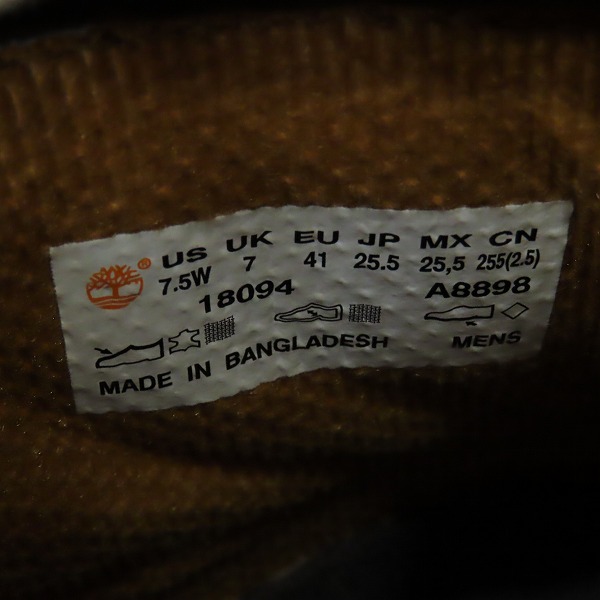 ® US UK EU JP MX CN
7.5W 7 41 25.5 25,5 255(2.5)
18094 A8898
MENS
MADE IN BANGLADESH